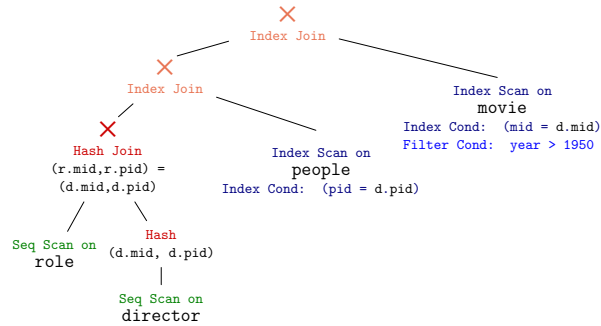 Index Join
Index Join
Index Scan on
movie
Index Cond: (mid = d.mid)
Filter Cond: year > 1950
Hash Join
(r.mid,r.pid) =
(d.mid,d.pid)
Index Scan on
people
Index Cond: (pid = d.pid)
Seq Scan on
role
Hash
(d.mid, d.pid)
Seq Scan on
director